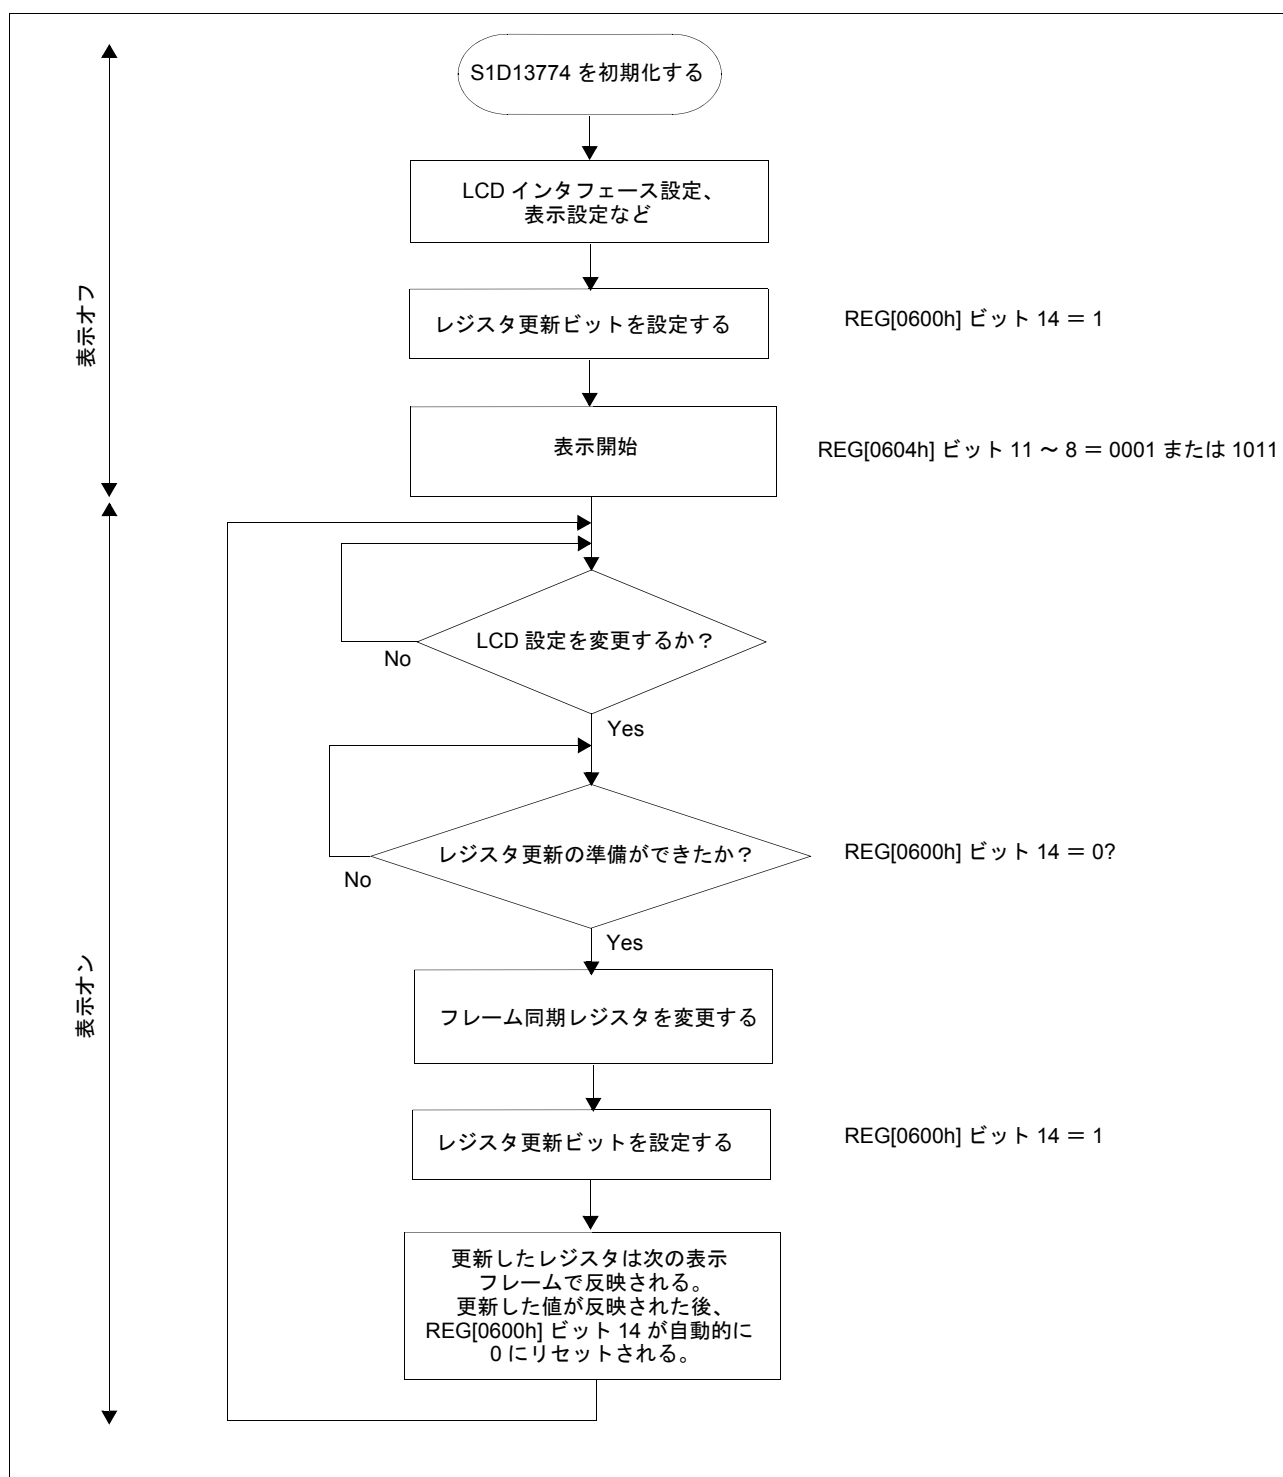 S1D13774 を初期化する
LCD インタフェース設定、
表示設定など
表示オフ
レジスタ更新ビットを設定する
REG[0600h] ビット 14 = 1
表示開始
REG[0604h] ビット 11 ～ 8 = 0001 または 1011
LCD 設定を変更するか？
No
Yes
レジスタ更新の準備ができたか？
REG[0600h] ビット 14 = 0?
No
Yes
表示オン
フレーム同期レジスタを変更する
レジスタ更新ビットを設定する
REG[0600h] ビット 14 = 1
更新したレジスタは次の表示
フレームで反映される。
更新した値が反映された後、
REG[0600h] ビット 14 が自動的に
0 にリセットされる。